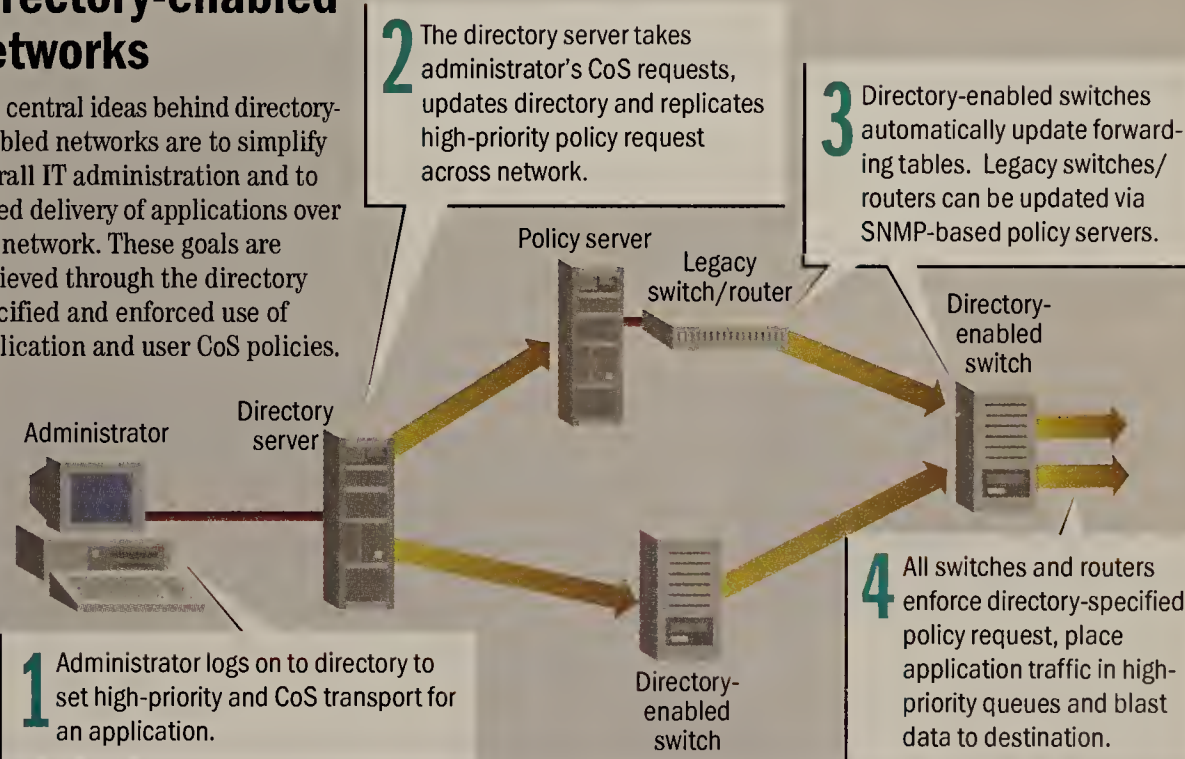 rectory-enabled
etworks
central ideas behind directory-
bled networks are to simplify
rall IT administration and to
ed delivery of applications over
network. These goals are
ieved through the directory
cified and enforced use of
lication and user CoS policies.
2 The directory server takes
administrator's CoS requests,
updates directory and replicates
high-priority policy request
across network.
3 Directory-enabled switches
automatically update forward-
ing tables. Legacy switches/
routers can be updated via
SNMP-based policy servers.
Policy server
Legacy
switch/router
Directory-
enabled
switch
Administrator
Directory
server
1 Administrator logs on to directory to
set high-priority and CoS transport for
an application.
Directory-
enabled
switch
4 All switches and routers
enforce directory-specified
policy request, place
application traffic in high-
priority queues and blast
data to destination.